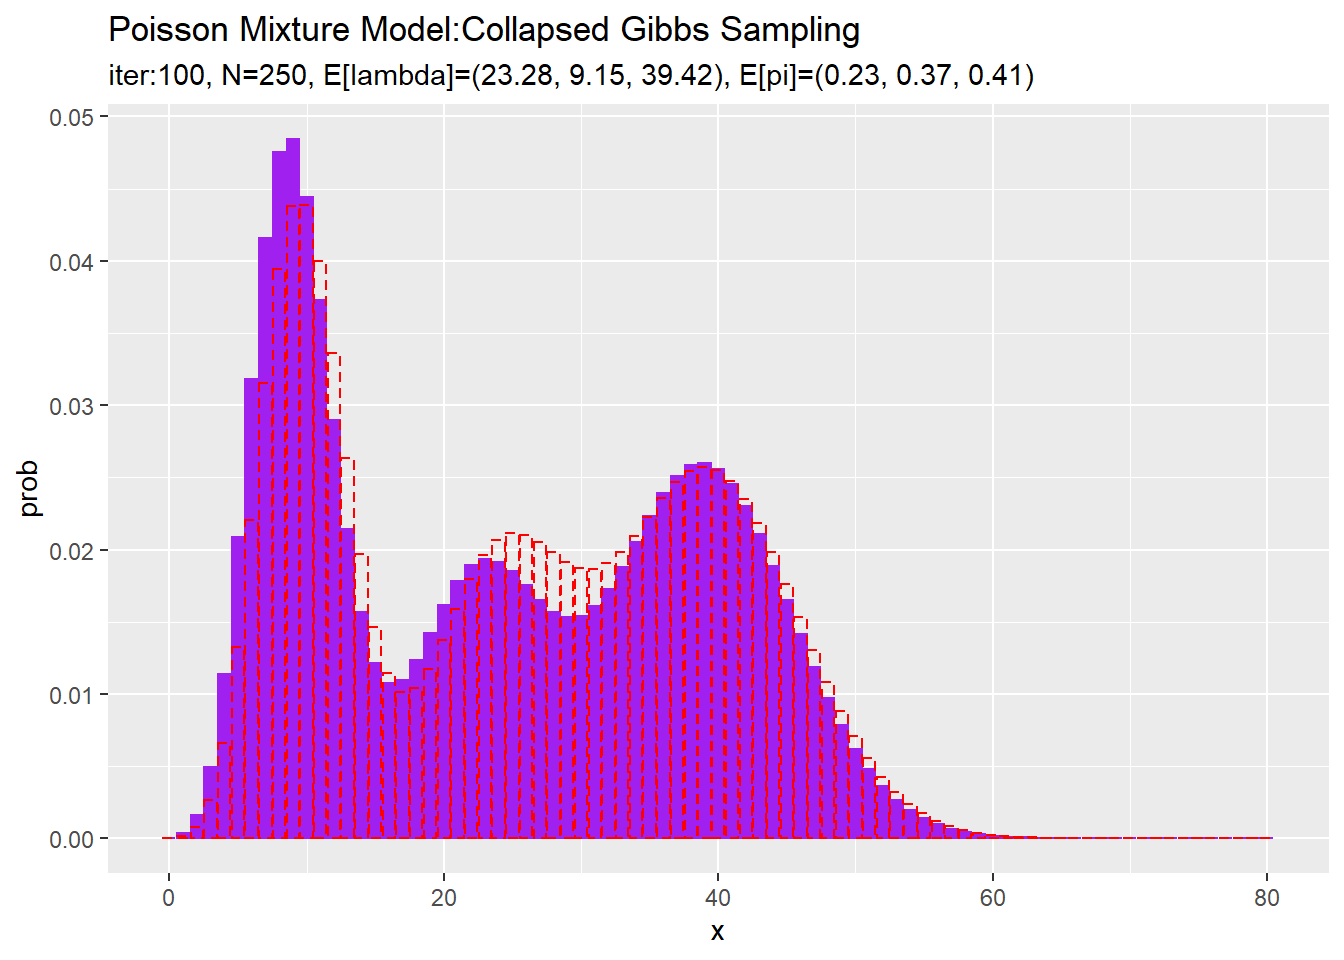 Poisson Mixture Model:Collapsed Gibbs Sampling
iter:100, N=250, E[lambda]=(23.28, 9.15, 39.42), E[pi]=(0.23, 0.37, 0.41)
0.05
0.04
0.03
0.02
0.01
0.00
prob
0 20 40 60 80
x